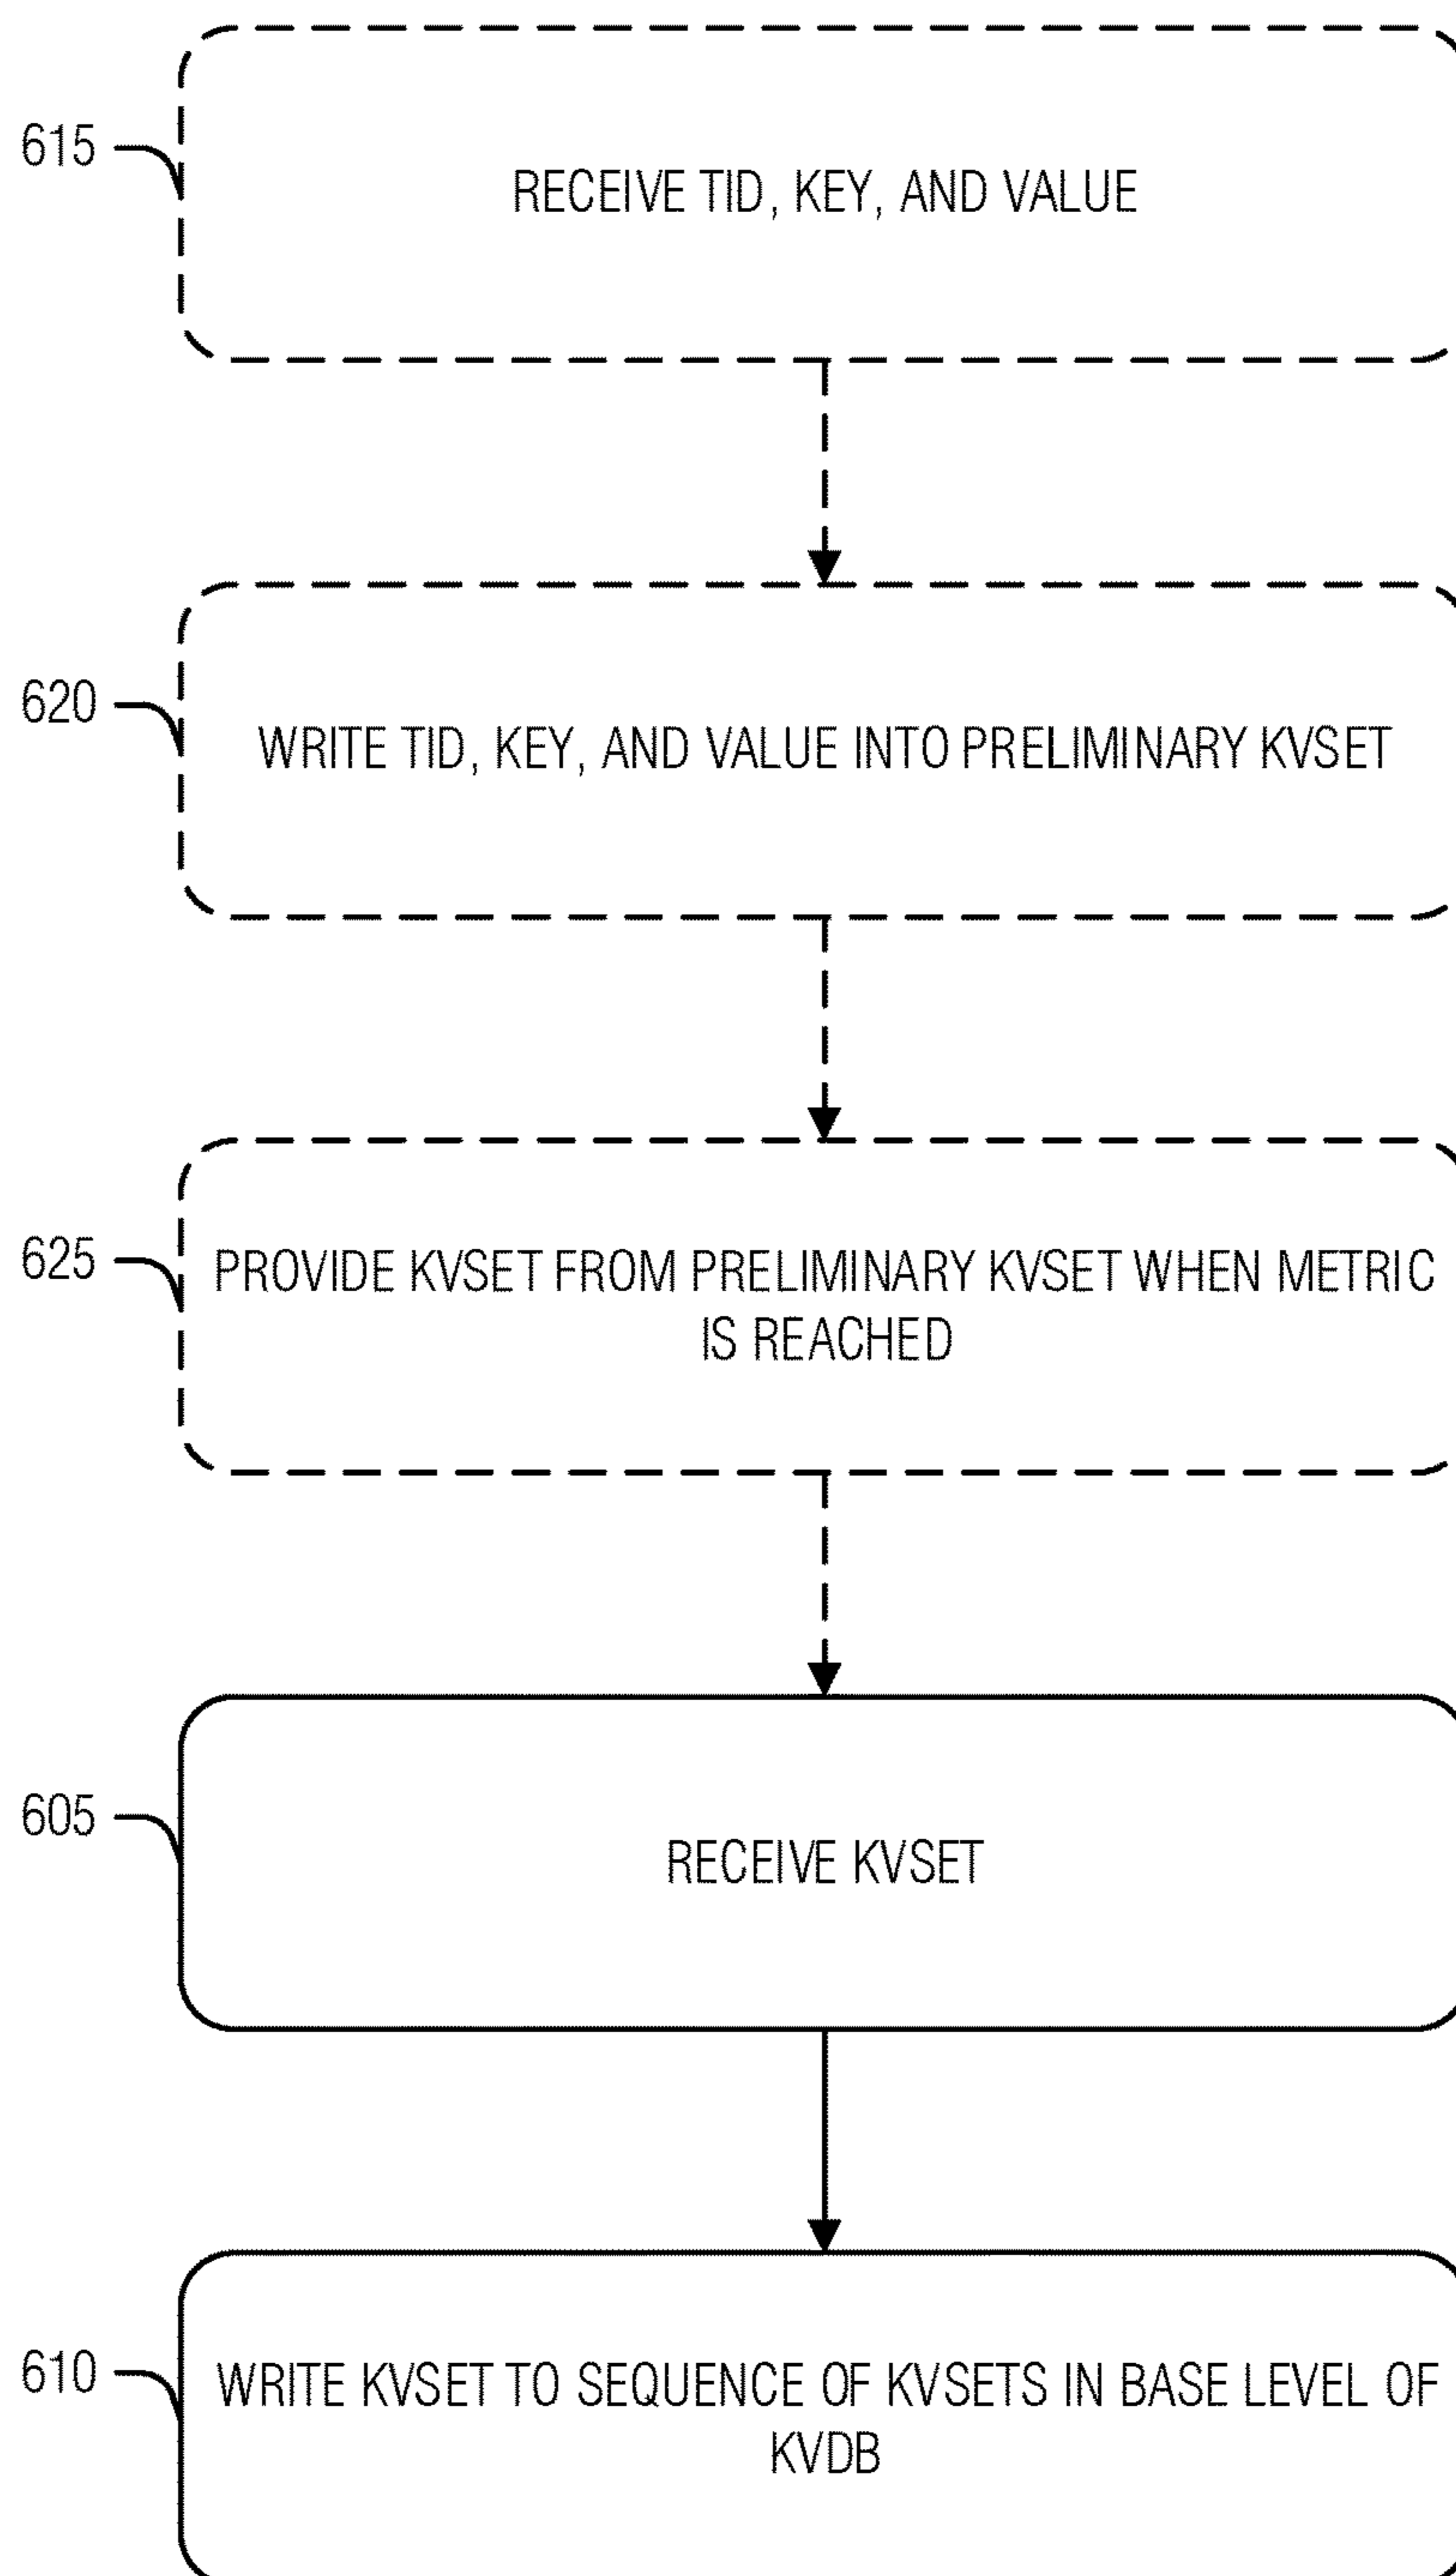 615
RECEIVE TID, KEY, AND VALUE
620
WRITE TID, KEY, AND VALUE INTO PRELIMINARY KVSET
625
PROVIDE KVSET FROM PRELIMINARY KVSET WHEN METRIC
IS REACHED
605
RECEIVE KVSET
610
WRITE KVSET TO SEQUENCE OF KVSETS IN BASE LEVEL OF
KVDB